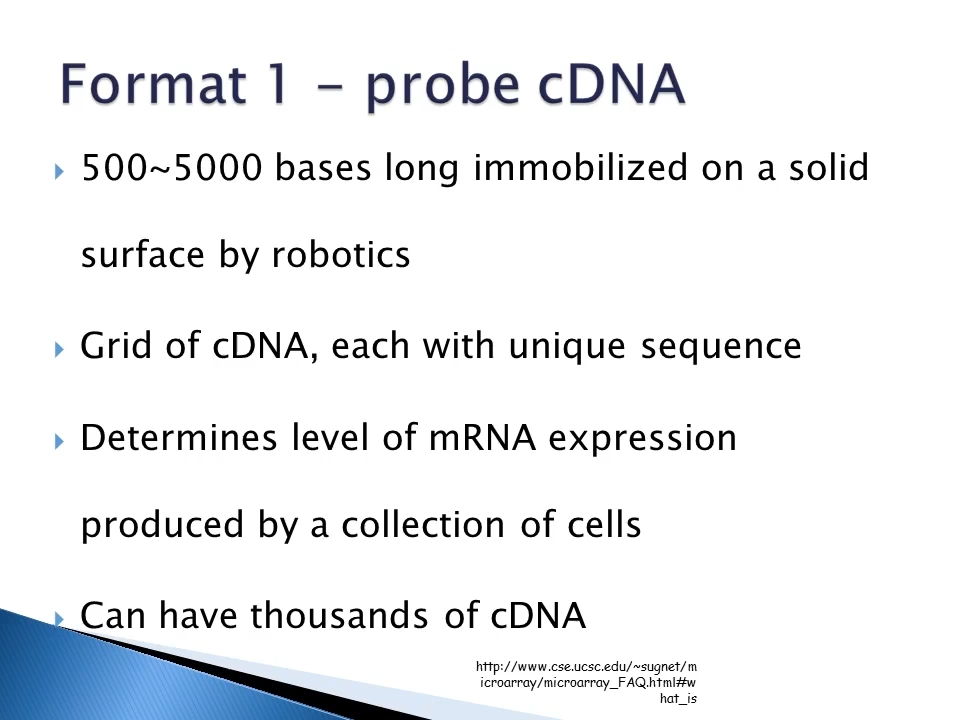 Format 1 - probe cDNA
500~5000 bases long immobilized on a solid
surface by robotics
Grid of cDNA, each with unique sequence
Determines level of mRNA expression
produced by a collection of cells
Can have thousands of cDNA
http://www.cse.ucsc.edu/~sugnet/m
icroarray/microarray_FAQ.html#w
hat_is